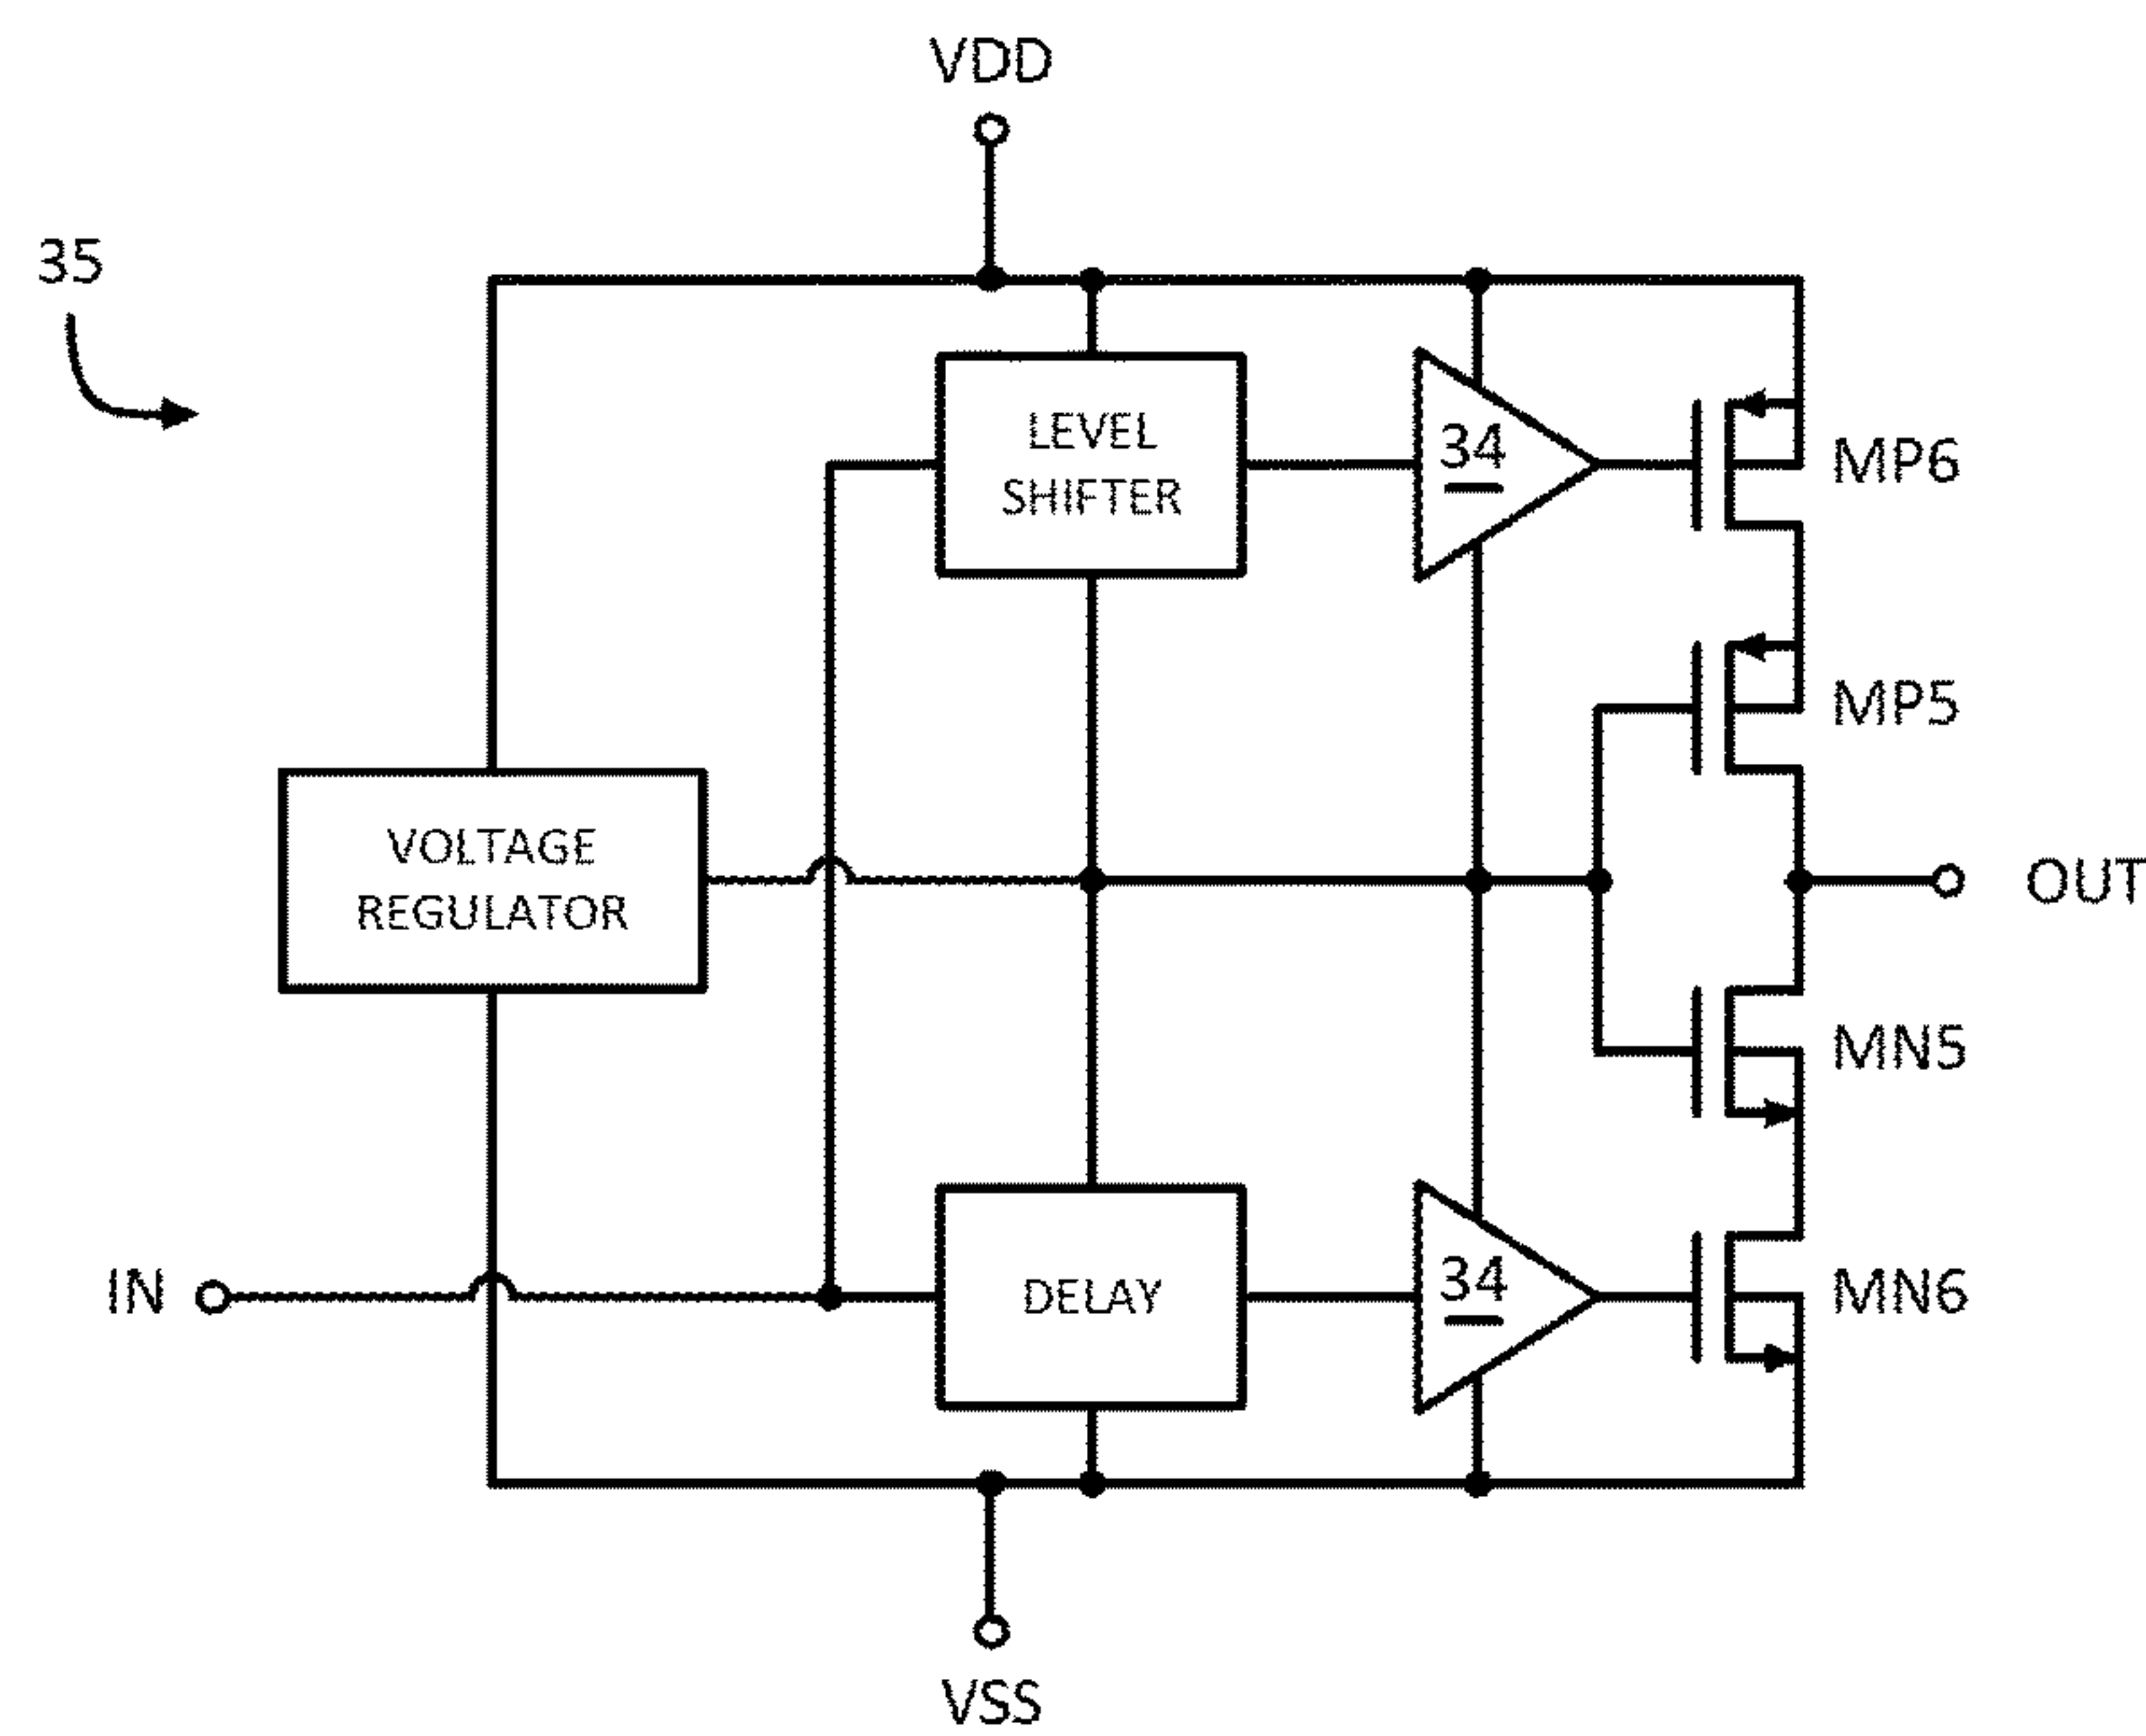 VDD
35
LEVEL
SHIFTER
34
MP6
MP5
VOLTAGE
REGULATOR
OUT
MN5
IN
DELAY
34
MN6
VSS